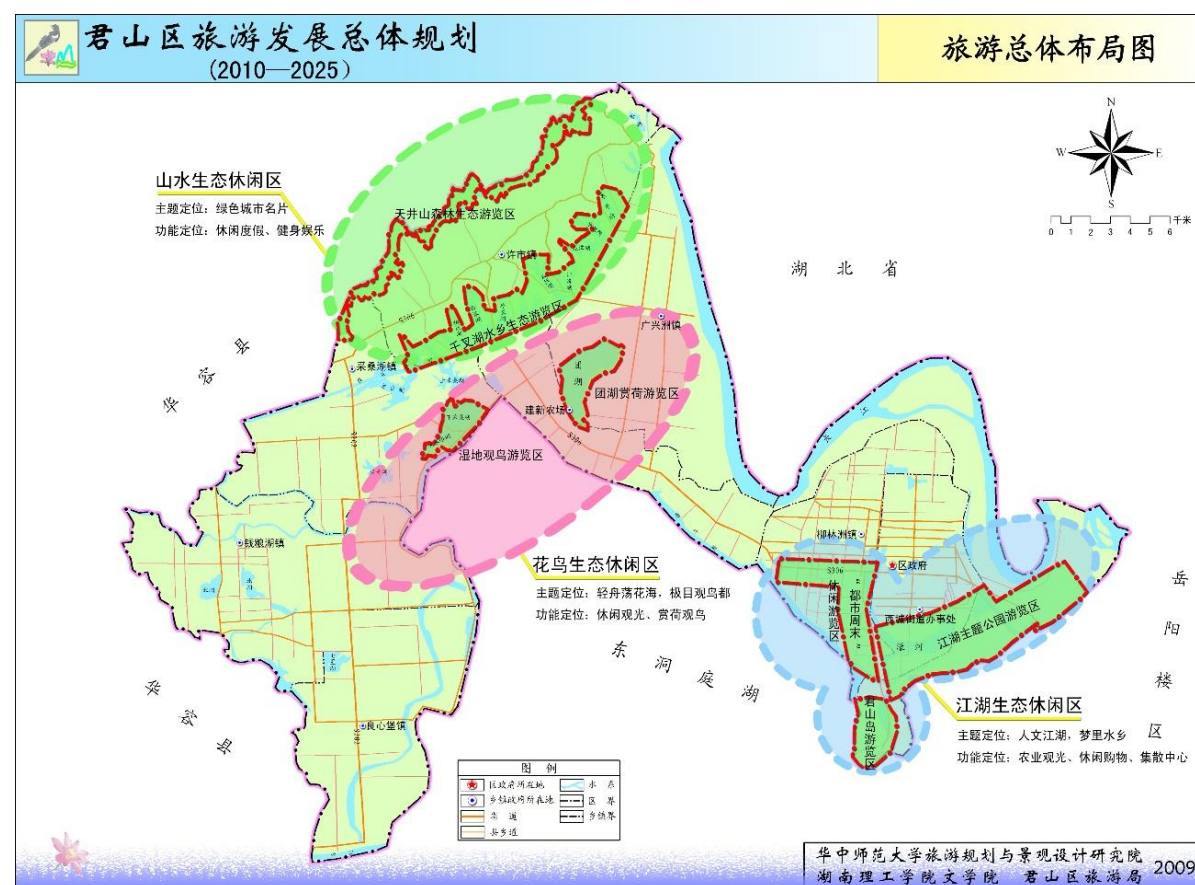 君山区旅游发展总体规划
(2010—2025)
旅游总体布局图
N
W
E
S
千米
0 1 2 3 4 5 6
山水生态休闲区
主题定位：绿色城市名片
功能定位：休闲度假、健身娱乐
天井山森林生态游览区
许市镇
千叉湖水乡生态游览区
S306
湖北省
广兴洲镇
采桑湖镇
华容县
团湖
团湖赏荷游览区
建新农场
S306
湿地观鸟游览区
长江
钱粮湖镇
花鸟生态休闲区
主题定位：轻舟荡花海，极目观鸟都
功能定位：休闲观光、赏荷观鸟
柳林洲镇
S306
区政府
“都市周末”
休闲游览区
西城街道办事处
江湖主题公园游览区
岳阳楼区
东洞庭湖
君山岛游览区
江湖生态休闲区
主题定位：人文江湖，梦里水乡
功能定位：农业观光、休闲购物、集散中心
华容县
良心堡镇
图例
区政府所在地
水系
乡镇政府所在地
区界
县道
乡镇界
县乡道
华中师范大学旅游规划与景观设计研究院
湖南理工学院文学院 君山区旅游局
2009